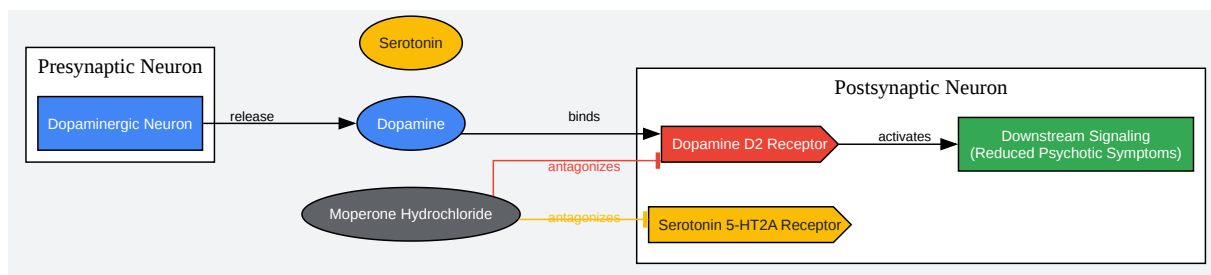 Serotonin
Presynaptic Neuron
Dopaminergic Neuron
release
Dopamine
binds
Postsynaptic Neuron
Dopamine D2 Receptor
activates
Downstream Signaling
(Reduced Psychotic Symptoms)
antagonizes
Moperone Hydrochloride
antagonizes
Serotonin 5-HT2A Receptor